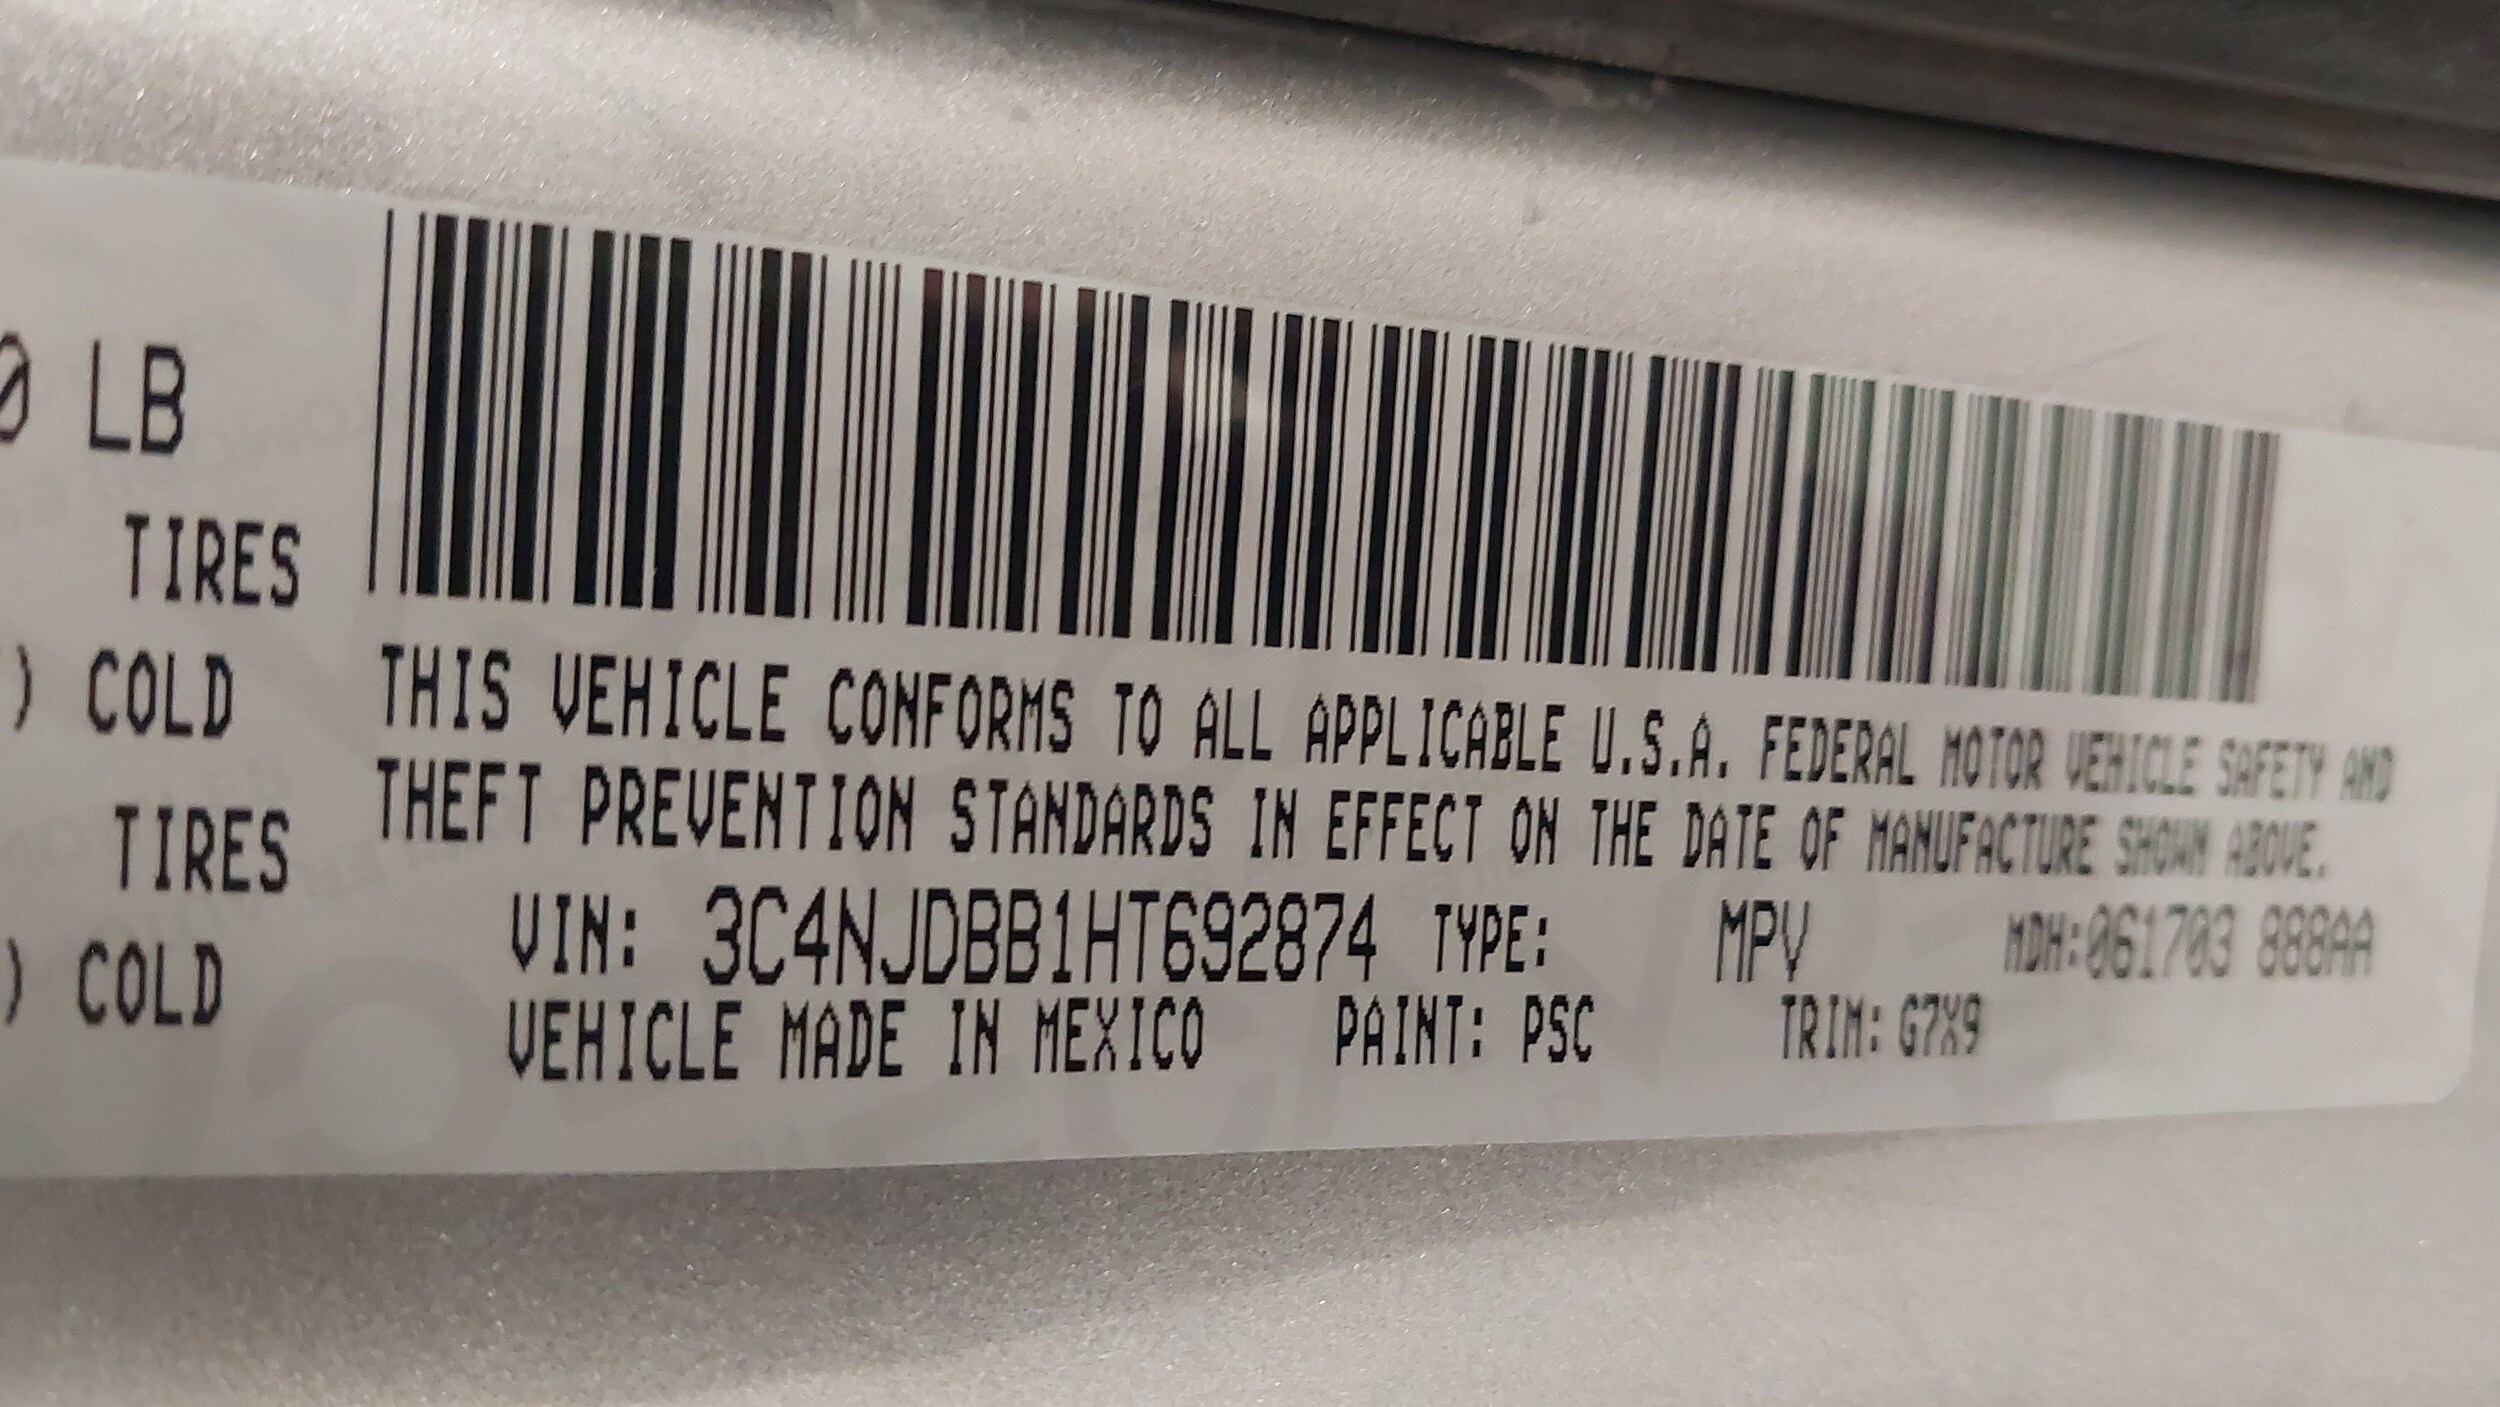 0 LB
TIRES
) COLD
TIRES
) COLD
THIS VEHICLE CONFORMS TO ALL APPLICABLE U.S.A. FEDERAL MOTOR VEHICLE SAFETY AND
THEFT PREVENTION STANDARDS IN EFFECT ON THE DATE OF MANUFACTURE SHOWN ABOVE.
VIN: 3C4NJDBB1HT692874 TYPE: MPV MDH:061703 888AA
VEHICLE MADE IN MEXICO PAINT: PSC TRIM: G7X9